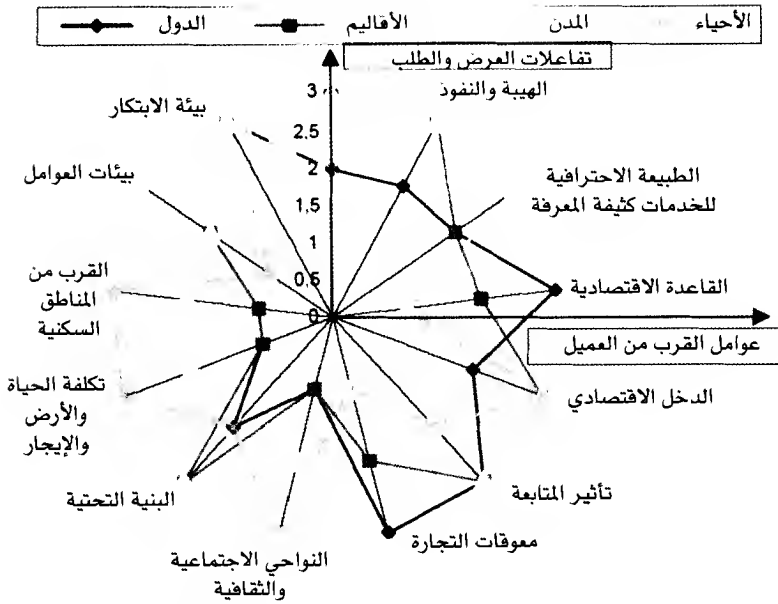 الدول الأقاليم المدن الأحياء
تفاعلات العرض والطلب
الهيبة والنفوذ
3
2,5
2
1,5
1
0,5
0
الطبيعة الاحترافية
للخدمات كثيفة المعرفة
القاعدة الاقتصادية
عوامل القرب من العميل
الدخل الاقتصادي
تأثير المتابعة
معوقات التجارة
النواحي الاجتماعية
والثقافية
البنية التحتية
تكلفة الحياة
والأرض
والإيجار
القرب من
المناطق
السكنية
بيئات العوامل
بيئة الابتكار